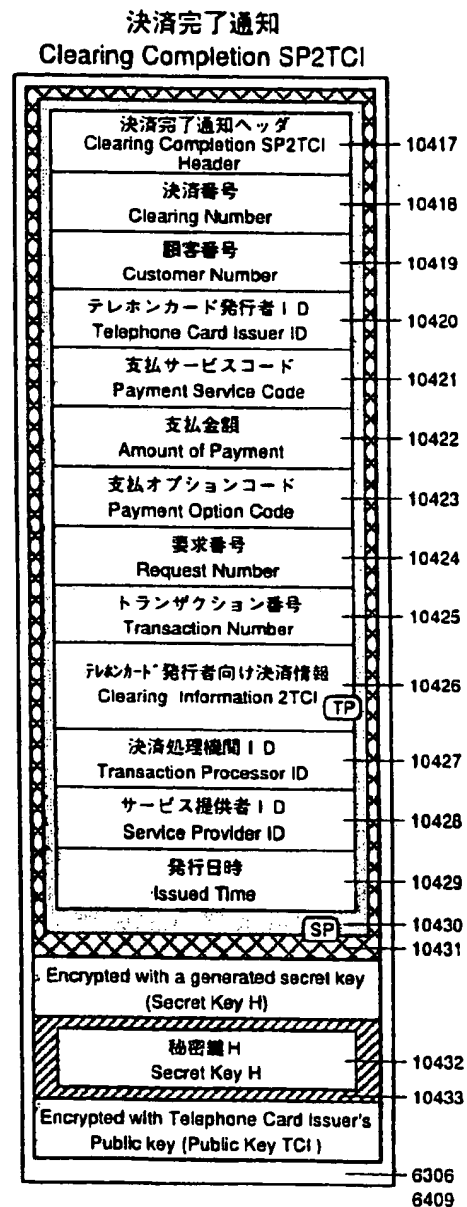 決済完了通知
Clearing Completion SP2TCI
決済完了通知ヘッダ
Clearing Completion SP2TCI
Header
10417
決済番号
Clearing Number
10418
顧客番号
Customer Number
10419
テレホンカード発行者ID
Telephone Card Issuer ID
10420
支払サービスコード
Payment Service Code
10421
支払金額
Amount of Payment
10422
支払オプションコード
Payment Option Code
10423
要求番号
Request Number
10424
トランザクション番号
Transaction Number
10425
テレホンカード発行者向け決済情報
Clearing Information 2TCI
TP
10426
決済処理機関ID
Transaction Processor ID
10427
サービス提供者ID
Service Provider ID
10428
発行日時
Issued Time
10429
SP
10430
10431
Encrypted with a generated secret key
(Secret Key H)
秘密鍵H
Secret Key H
10432
10433
Encrypted with Telephone Card Issuer's
Public key (Public Key TCI )
6306
6409